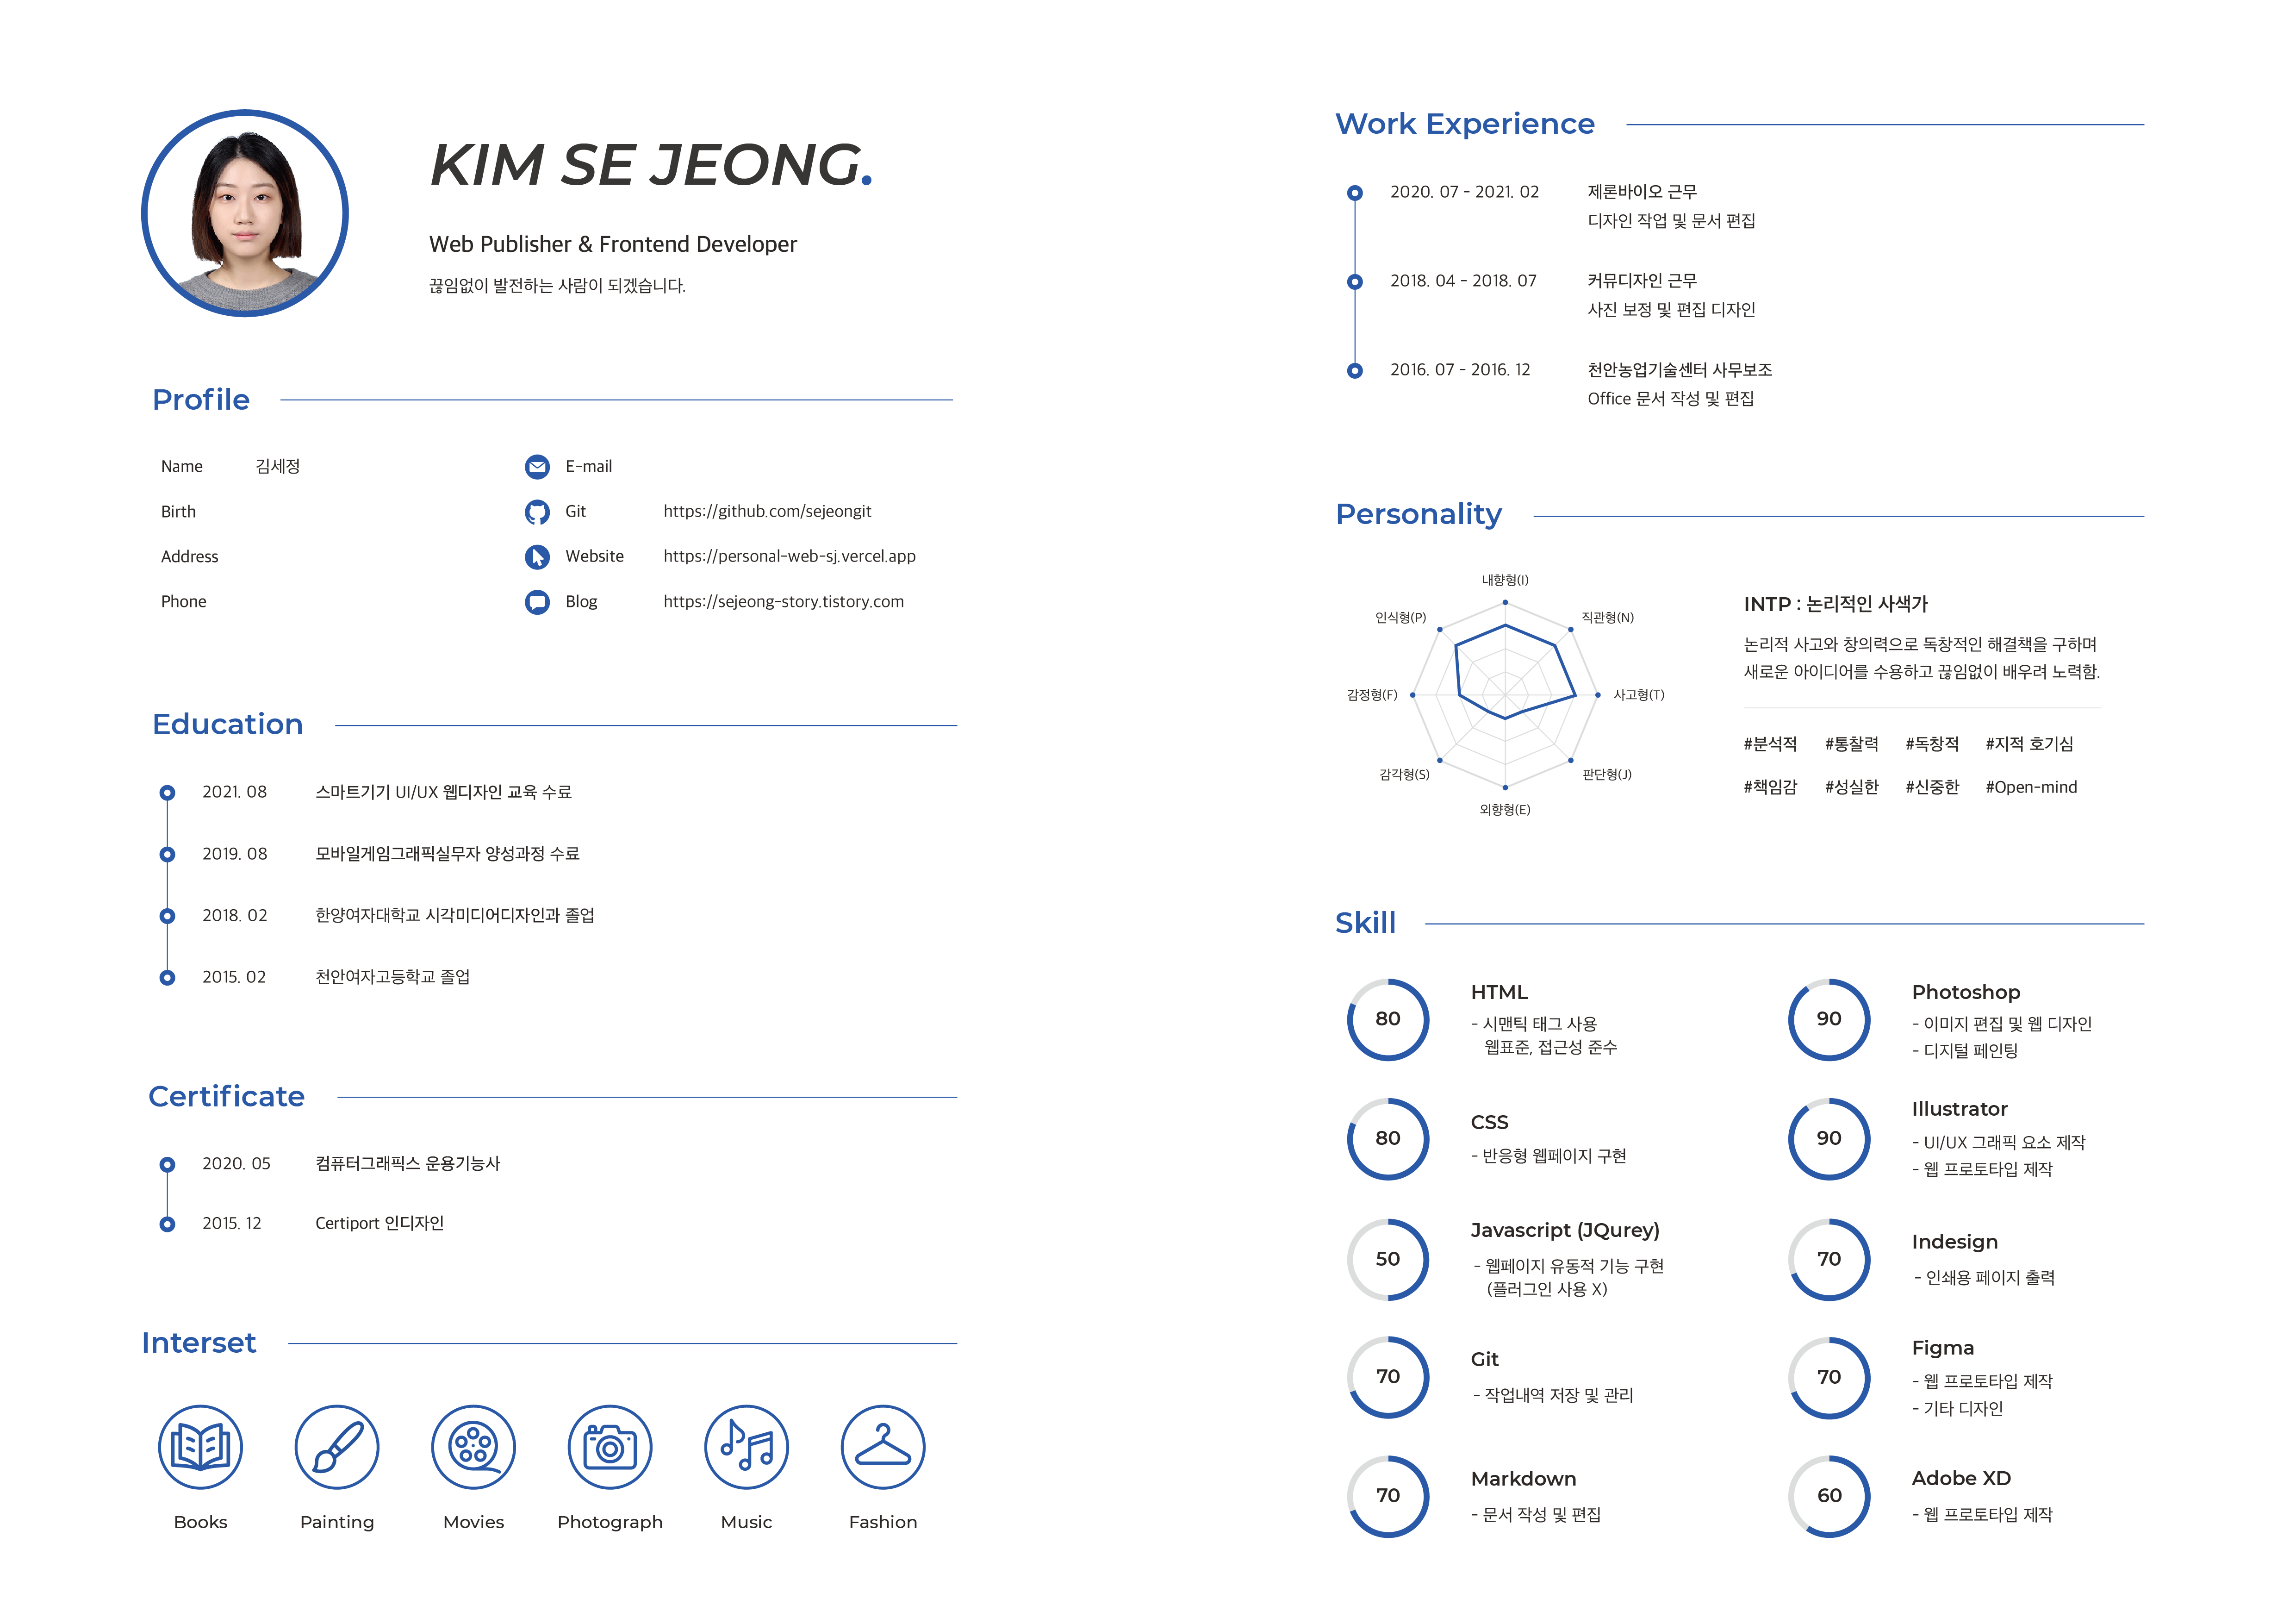 KIM SE JEONG.
Web Publisher & Frontend Developer
끊임없이 발전하는 사람이 되겠습니다.
Profile
Name 김세정
Birth
Address
Phone
E-mail
Git https://github.com/sejeongit
Website https://personal-web-sj.vercel.app
Blog https://sejeong-story.tistory.com
Education
2021. 08 스마트기기 UI/UX 웹디자인 교육 수료
2019. 08 모바일게임그래픽실무자 양성과정 수료
2018. 02 한양여자대학교 시각미디어디자인과 졸업
2015. 02 천안여자고등학교 졸업
Certificate
2020. 05 컴퓨터그래픽스 운용기능사
2015. 12 Certiport 인디자인
Interset
Books Painting Movies Photograph Music Fashion
Work Experience
2020. 07 - 2021. 02 제론바이오 근무
디자인 작업 및 문서 편집
2018. 04 - 2018. 07 커뮤디자인 근무
사진 보정 및 편집 디자인
2016. 07 - 2016. 12 천안농업기술센터 사무보조
Office 문서 작성 및 편집
Personality
내향형(I)
인식형(P) 직관형(N)
감정형(F) 사고형(T)
감각형(S) 판단형(J)
외향형(E)
INTP : 논리적인 사색가
논리적 사고와 창의력으로 독창적인 해결책을 구하며
새로운 아이디어를 수용하고 끊임없이 배우려 노력함.
#분석적 #통찰력 #독창적 #지적 호기심
#책임감 #성실한 #신중한 #Open-mind
Skill
80
HTML
- 시맨틱 태그 사용
웹표준, 접근성 준수
80
CSS
- 반응형 웹페이지 구현
50
Javascript (JQurey)
- 웹페이지 유동적 기능 구현
(플러그인 사용 X)
70
Git
- 작업내역 저장 및 관리
70
Markdown
- 문서 작성 및 편집
90
Photoshop
- 이미지 편집 및 웹 디자인
- 디지털 페인팅
90
Illustrator
- UI/UX 그래픽 요소 제작
- 웹 프로토타입 제작
70
Indesign
- 인쇄용 페이지 출력
70
Figma
- 웹 프로토타입 제작
- 기타 디자인
60
Adobe XD
- 웹 프로토타입 제작